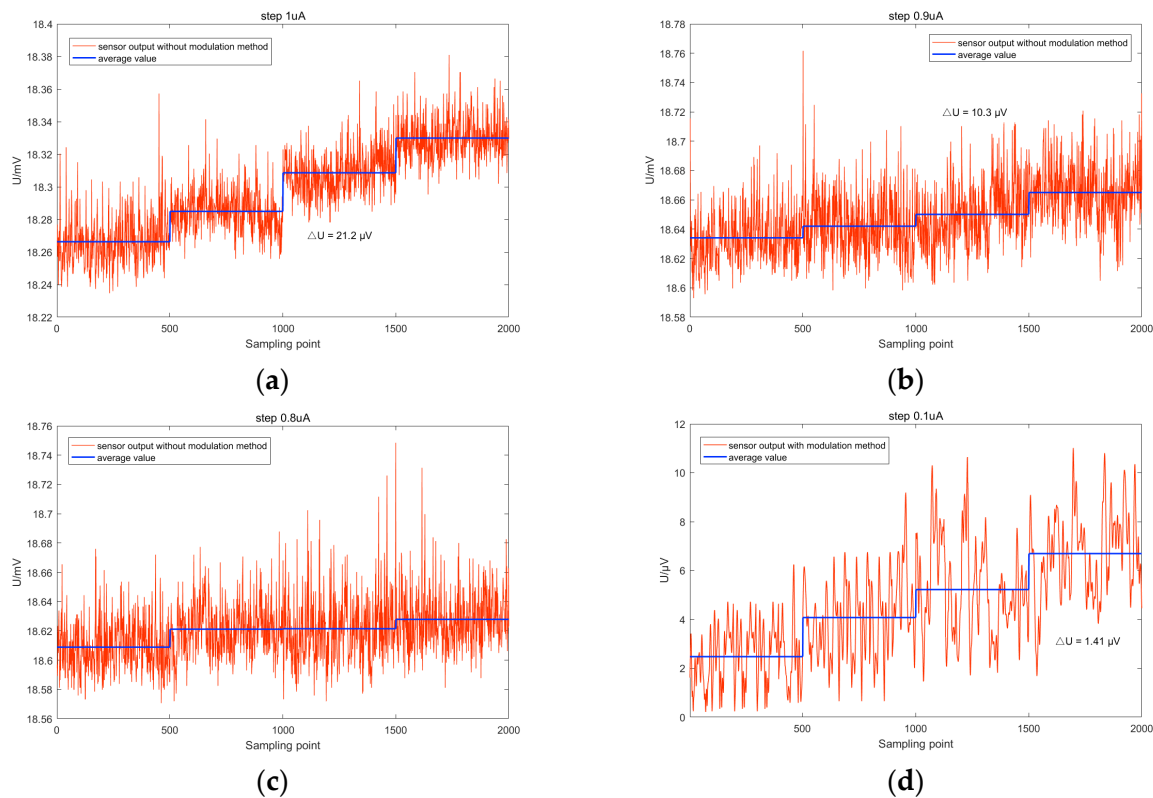 step 1uA
18.4
18.38
18.36
18.34
18.32
18.3
18.28
18.26
18.24
18.22
U/mV
sensor output without modulation method
average value
△U = 21.2 µV
0
500
1000
1500
2000
Sampling point
(a)
step 0.9uA
18.78
18.76
18.74
18.72
18.7
18.68
18.66
18.64
18.62
18.6
18.58
U/mV
sensor output without modulation method
average value
△U = 10.3 µV
0
500
1000
1500
2000
Sampling point
(b)
step 0.8uA
18.76
18.74
18.72
18.7
18.68
18.66
18.64
18.62
18.6
18.58
18.56
U/mV
sensor output without modulation method
average value
0
500
1000
1500
2000
Sampling point
(c)
step 0.1uA
12
10
8
6
4
2
0
U/µV
sensor output with modulation method
average value
△U = 1.41 µV
500
1000
1500
2000
Sampling point
(d)